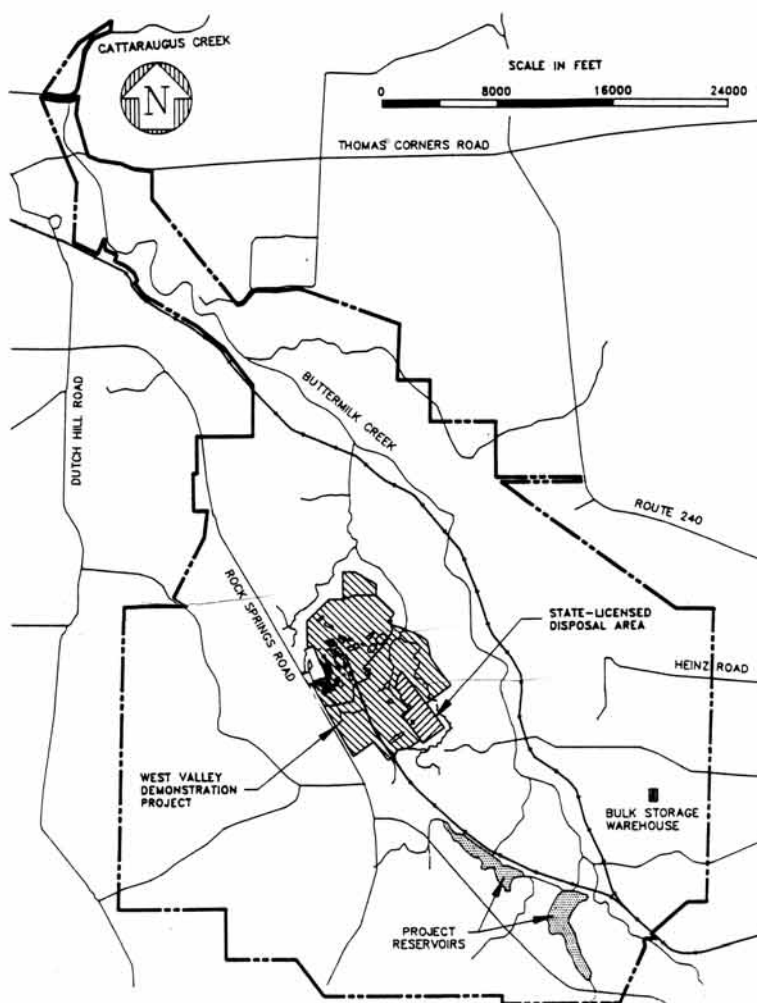 CATTARAUGUS CREEK
N
SCALE IN FEET
0 8000 16000 24000
THOMAS CORNERS ROAD
DUTCH HILL ROAD
BUTTERMILK CREEK
ROUTE 240
ROCK SPRINGS ROAD
STATE-LICENSED
DISPOSAL AREA
HEINZ ROAD
WEST VALLEY
DEMONSTRATION
PROJECT
BULK STORAGE
WAREHOUSE
PROJECT
RESERVOIRS